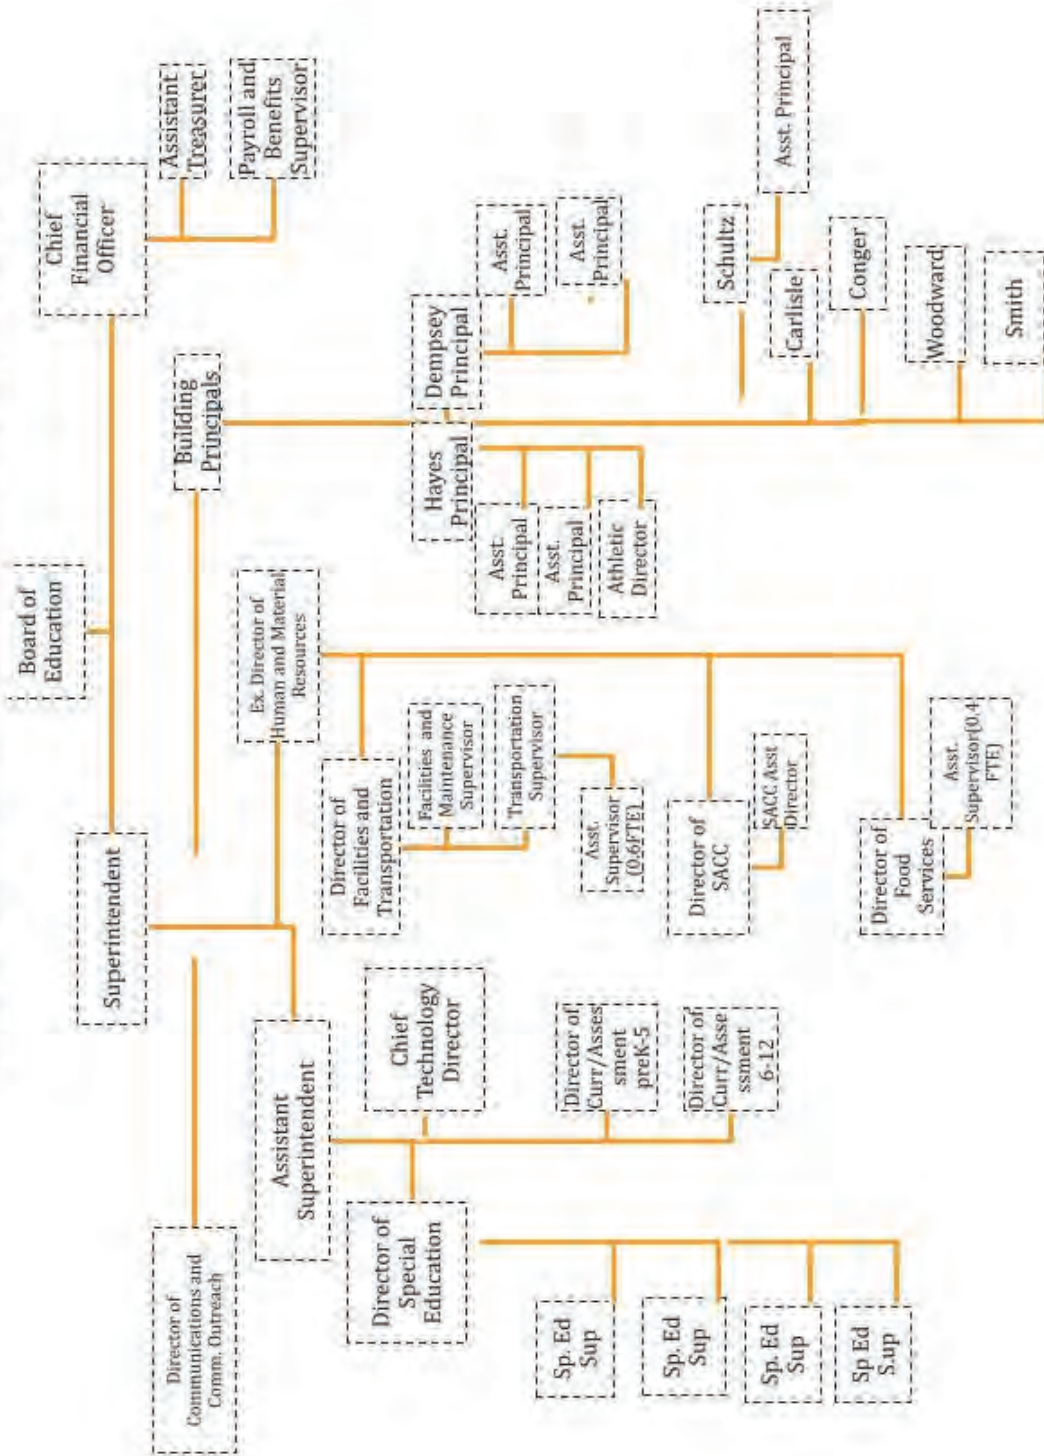 Board of
Education
Superintendent
Chief
Financial
Officer
Assistant
Treasurer
Payroll and
Benefits
Supervisor
Director of
Communications and
Comm. Outreach
Building
Principals
Assistant
Superintendent
Ex. Director of
Human and Material
Resources
Director of
Special
Education
Chief
Technology
Director
Director of
Curr/Asses
sment
preK-5
Director of
Curr/Asse
ssment
6-12
Sp. Ed
Sup
Sp. Ed
Sup
Sp. Ed
Sup
Sp Ed
S.up
Director of
Facilities and
Transportation
Facilities and
Maintenance
Supervisor
Transportation
Supervisor
Asst.
Supervisor
(0.6FTE)
Director of
SACC
SACC Asst
Director
Director of
Food
Services
Asst.
Supervisor(0.4
FTE)
Hayes
Principal
Asst.
Principal
Asst.
Principal
Athletic
Director
Dempsey
Principal
Asst.
Principal
Asst.
Principal
Schultz
Asst. Principal
Carlisle
Conger
Woodward
Smith